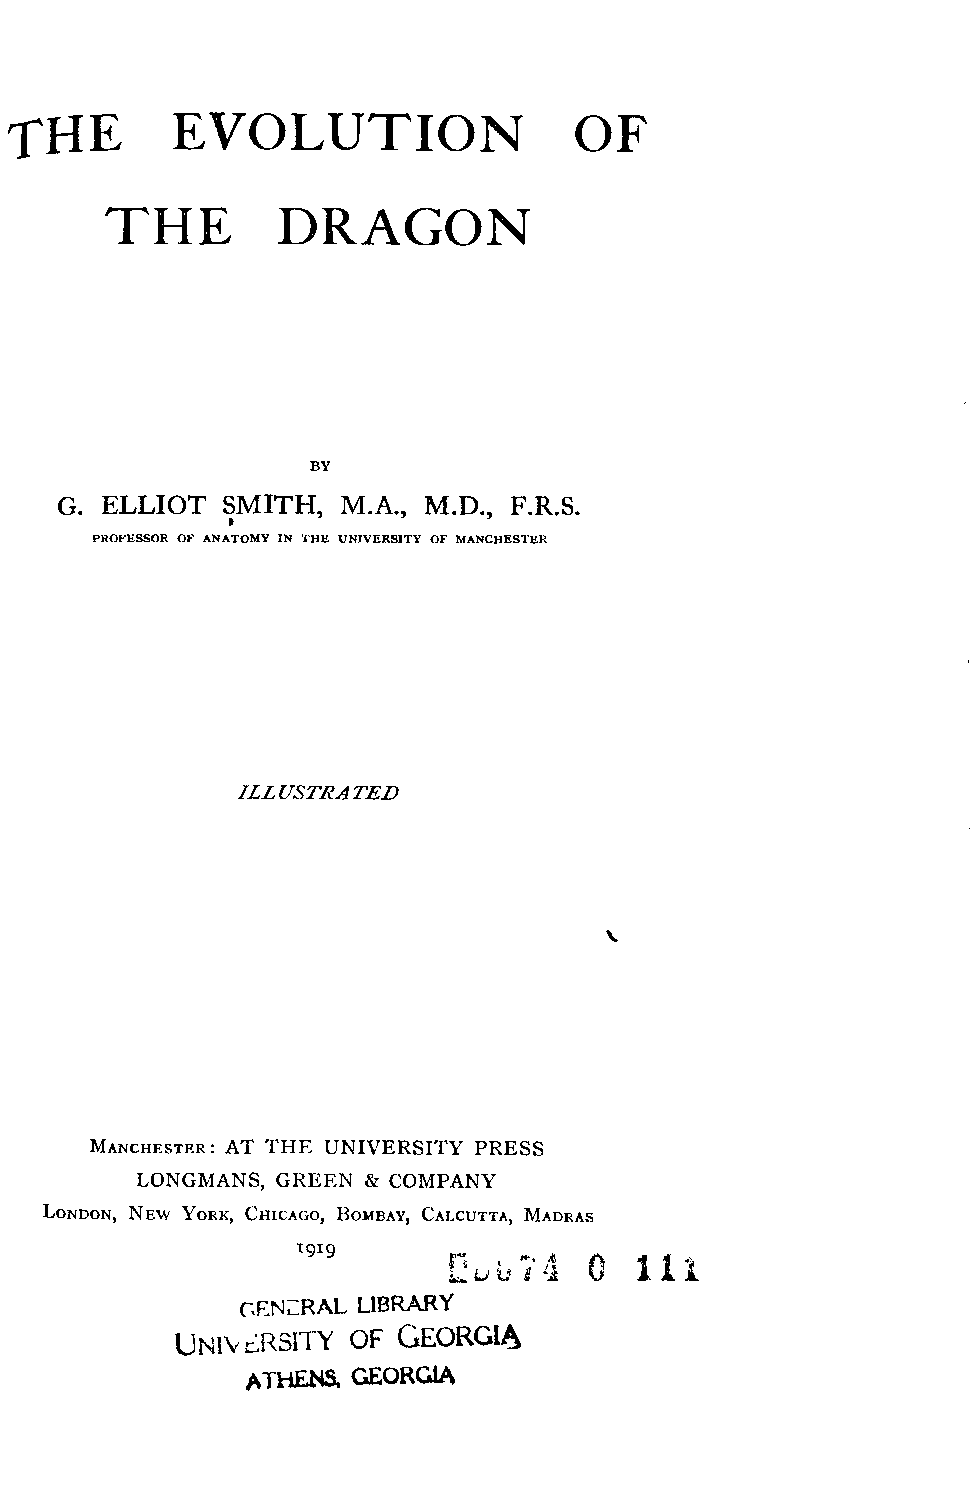 THE EVOLUTION OF
THE DRAGON
BY
G. ELLIOT SMITH, M.A., M.D., F.R.S.
PROFESSOR OF ANATOMY IN THE UNIVERSITY OF MANCHESTER
ILLUSTRATED
MANCHESTER: AT THE UNIVERSITY PRESS
LONGMANS, GREEN & COMPANY
LONDON, NEW YORK, CHICAGO, BOMBAY, CALCUTTA, MADRAS
1919
0 111
GENERAL LIBRARY
UNIVERSITY OF GEORGIA
ATHENS, GEORGIA